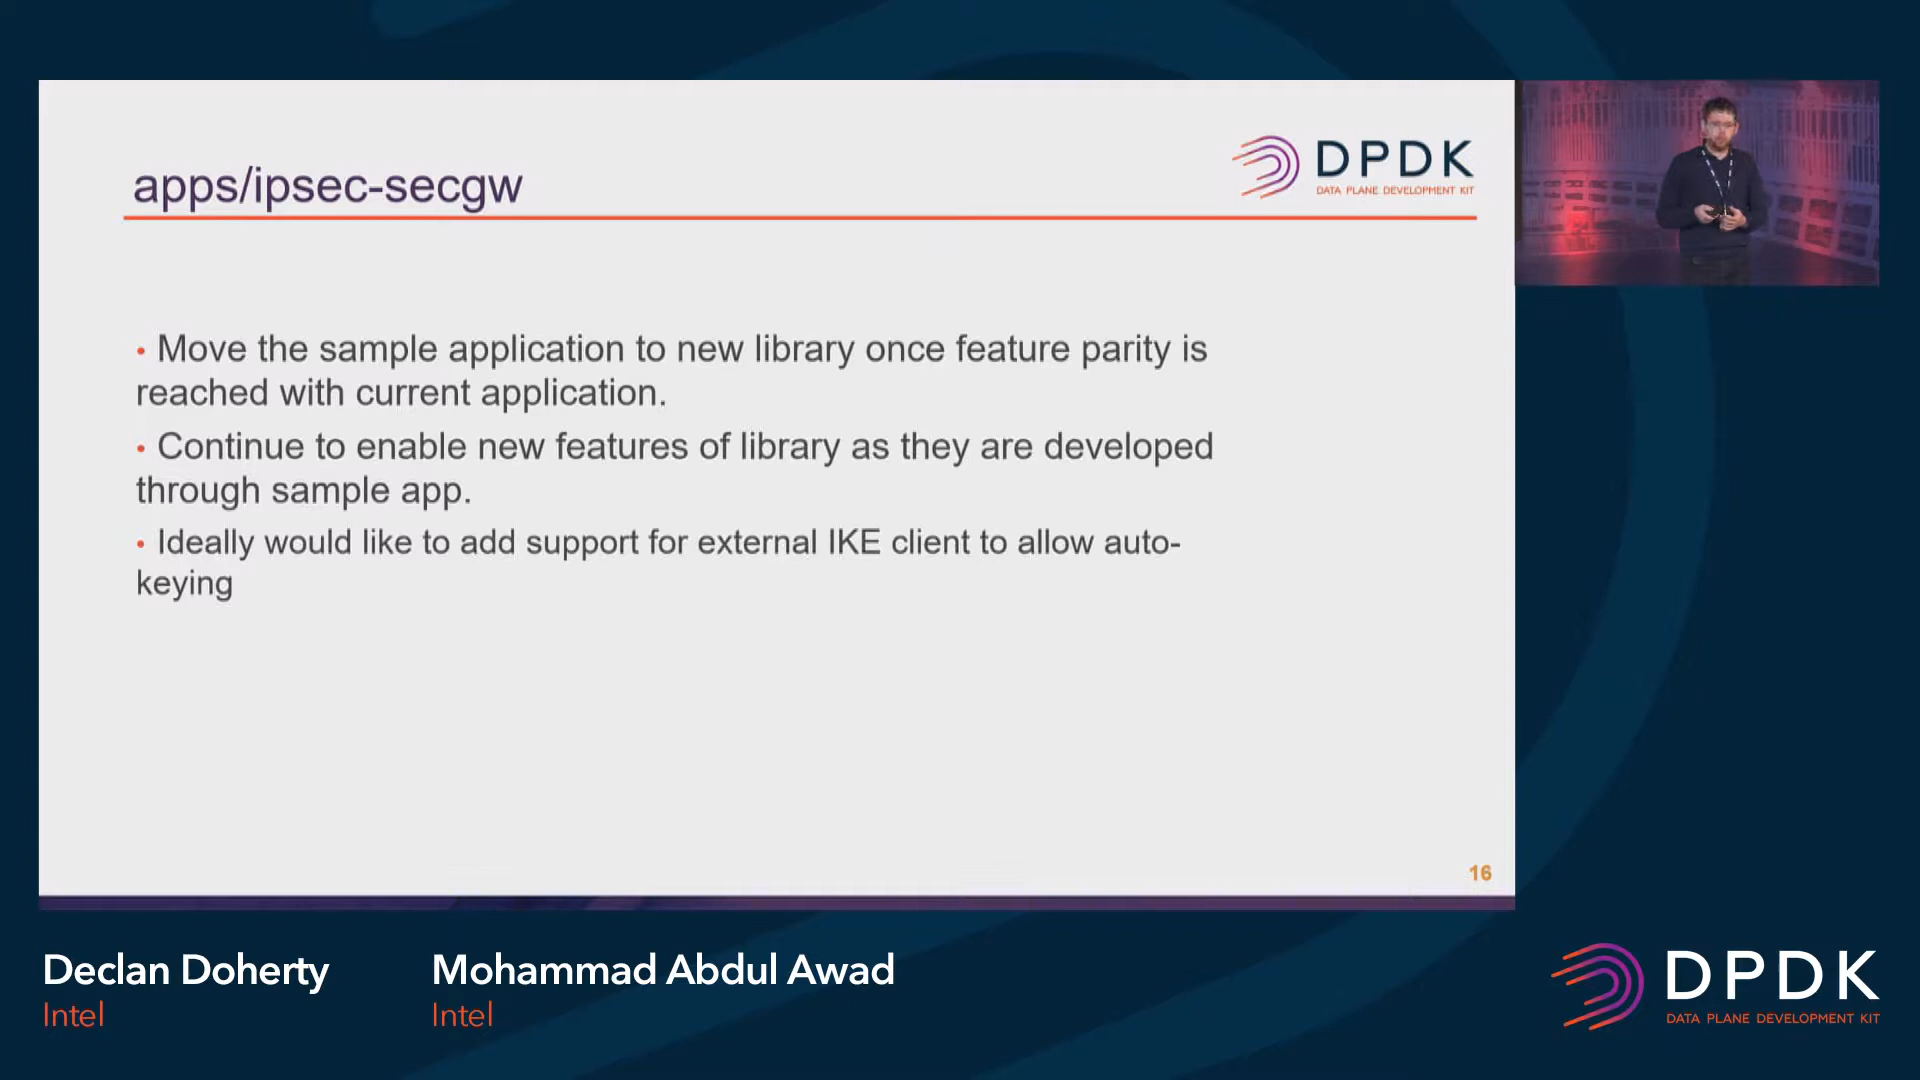 apps/ipsec-secgw
DPDK
DATA PLANE DEVELOPMENT KIT
• Move the sample application to new library once feature parity is
reached with current application.
• Continue to enable new features of library as they are developed
through sample app.
• Ideally would like to add support for external IKE client to allow auto-
keying
16
Declan Doherty
Intel
Mohammad Abdul Awad
Intel
DPDK
DATA PLANE DEVELOPMENT KIT